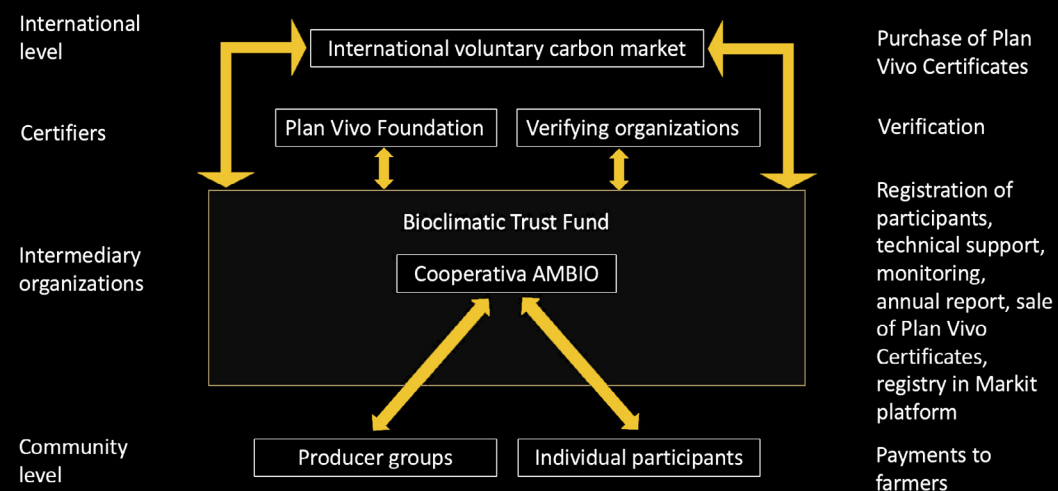 International
level
International voluntary carbon market
Purchase of Plan
Vivo Certificates
Certifiers
Plan Vivo Foundation
Verifying organizations
Verification
Intermediary
organizations
Bioclimatic Trust Fund
Cooperativa AMBIO
Registration of
participants,
technical support,
monitoring,
annual report, sale
of Plan Vivo
Certificates,
registry in Markit
platform
Community
level
Producer groups
Individual participants
Payments to
farmers